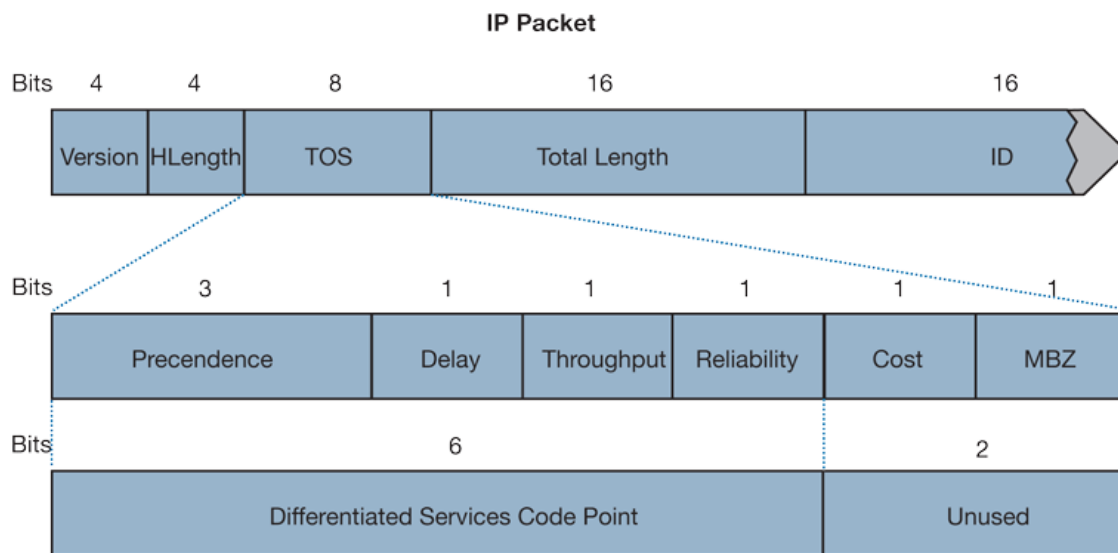 IP Packet
Bits 4 4 8 16 16
Version HLength TOS Total Length ID
Bits 3 1 1 1 1 1
Precendence Delay Throughput Reliability Cost MBZ
Bits 6 2
Differentiated Services Code Point Unused